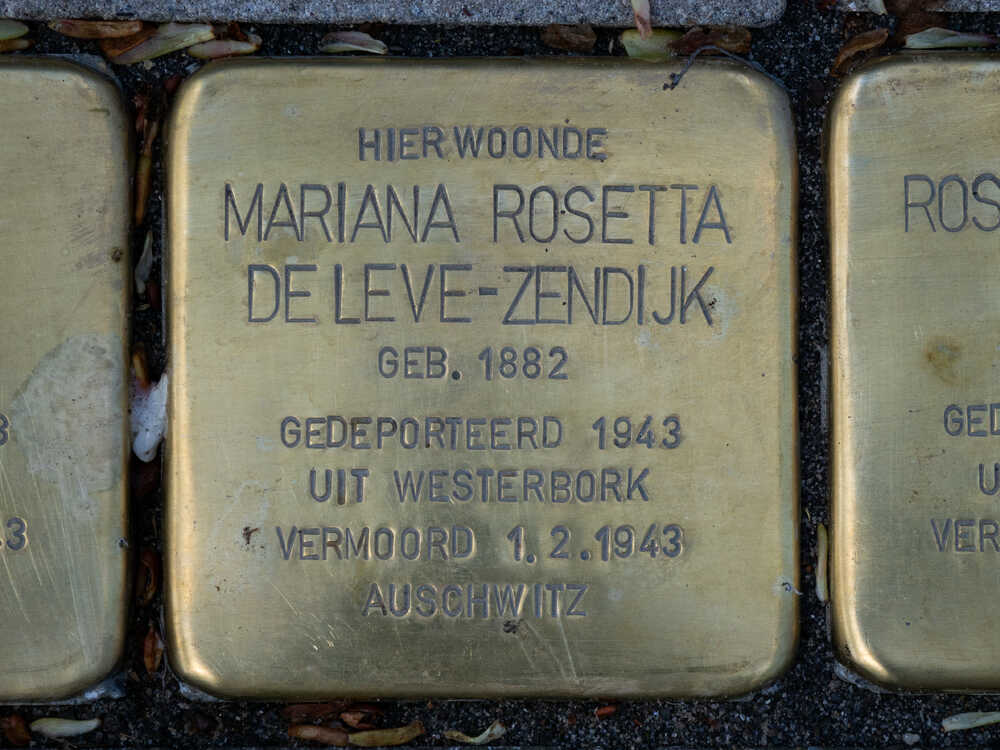 HIER WOONDE
MARIANA ROSETTA
DE LEVE-ZENDIJK
GEB. 1882
GEDEPORTEERD 1943
UIT WESTERBORK
VERMOORD 1.2.1943
AUSCHWITZ